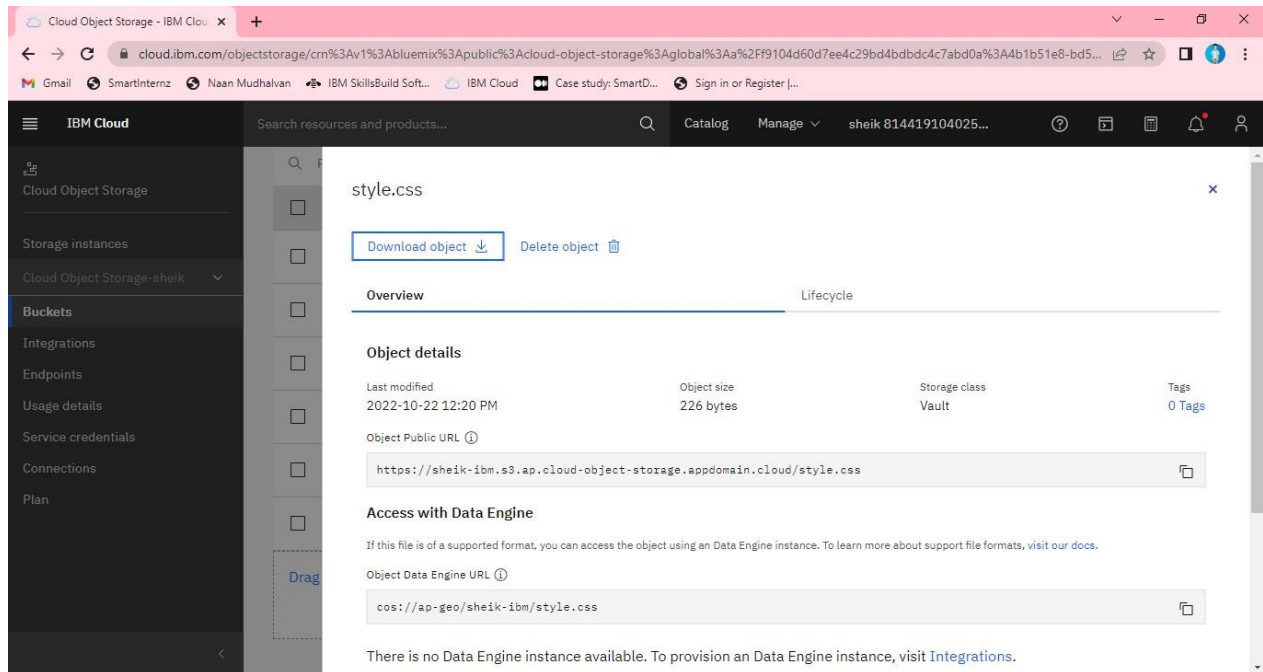 Cloud Object Storage - IBM Clou
cloud.ibm.com/objectstorage/crn%3Av1%3Abluemix%3Apublic%3Acloud-object-storage%3Aglobal%3Aa%2Ff9104d60d7ee4c29bd4bdbdc4c7abd0a%3A4b1b51e8-bd5...
Gmail SmartInternz Naan Mudhalvan IBM SkillsBuild Soft... IBM Cloud Case study: SmartD... Sign in or Register |...
IBM Cloud Search resources and products... Catalog Manage sheik 814419104025...
Cloud Object Storage
Storage instances
Cloud Object Storage-sheik
Buckets
Integrations
Endpoints
Usage details
Service credentials
Connections
Plan
Drag
style.css
Download object Delete object
Overview Lifecycle
Object details
Last modified Object size Storage class Tags
2022-10-22 12:20 PM 226 bytes Vault 0 Tags
Object Public URL
https://sheik-ibm.s3.ap.cloud-object-storage.appdomain.cloud/style.css
Access with Data Engine
If this file is of a supported format, you can access the object using an Data Engine instance. To learn more about support file formats, visit our docs.
Object Data Engine URL
cos://ap-geo/sheik-ibm/style.css
There is no Data Engine instance available. To provision an Data Engine instance, visit Integrations.